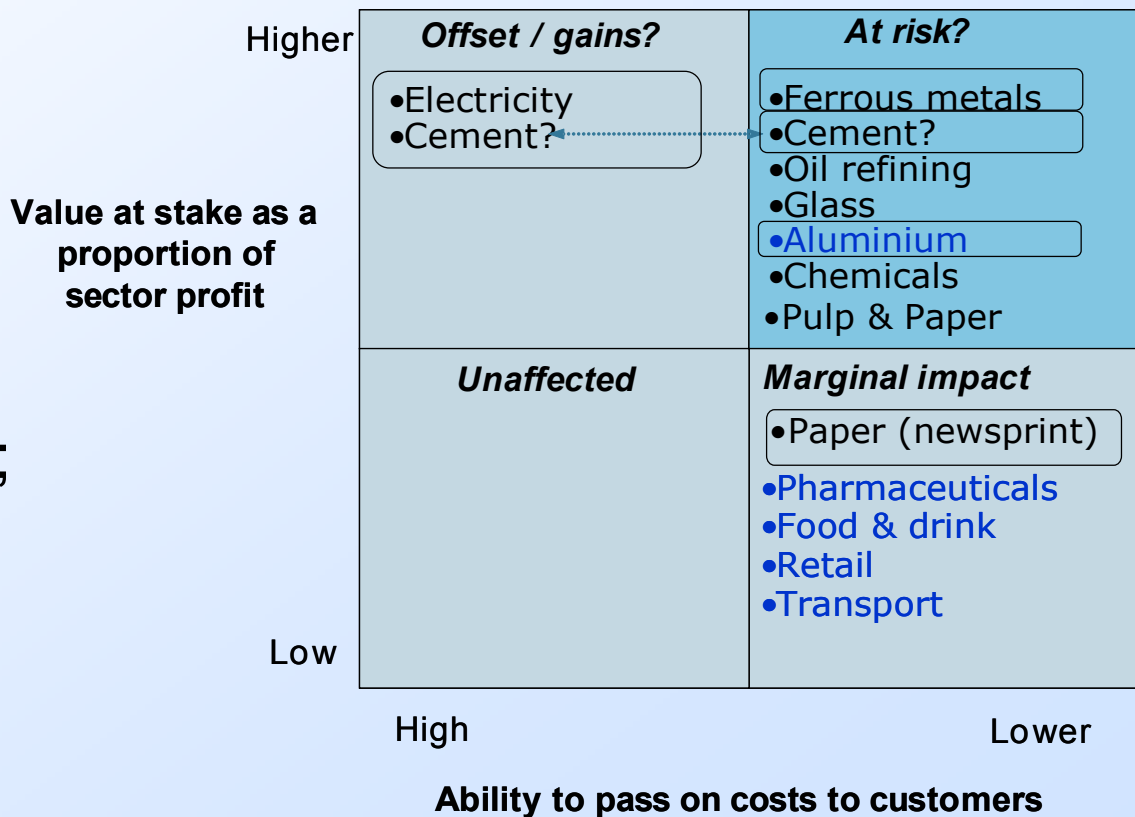 Higher
Offset / gains?
•Electricity
•Cement?
At risk?
•Ferrous metals
•Cement?
•Oil refining
•Glass
•Aluminium
•Chemicals
•Pulp & Paper
Value at stake as a
proportion of
sector profit
;
Unaffected
Marginal impact
•Paper (newsprint)
•Pharmaceuticals
•Food & drink
•Retail
•Transport
Low
High
Lower
Ability to pass on costs to customers